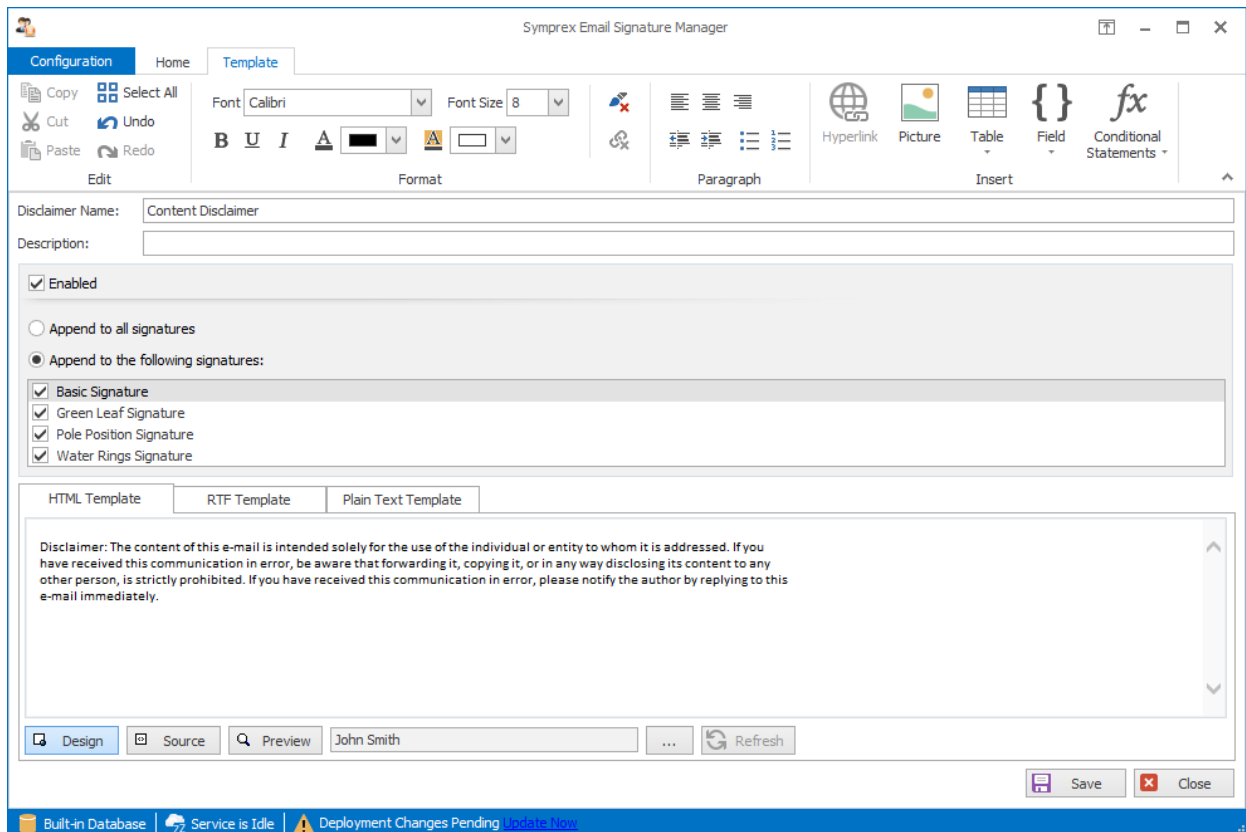 Symprex Email Signature Manager
Configuration Home Template
Copy Select All
Cut Undo
Paste Redo
Edit
Font Calibri Font Size 8
B U I A A
Format
Paragraph
Hyperlink Picture Table Field Conditional Statements
{ } fx
Insert
Disclaimer Name: Content Disclaimer
Description:
Enabled
Append to all signatures
Append to the following signatures:
Basic Signature
Green Leaf Signature
Pole Position Signature
Water Rings Signature
HTML Template RTF Template Plain Text Template
Disclaimer: The content of this e-mail is intended solely for the use of the individual or entity to whom it is addressed. If you
have received this communication in error, be aware that forwarding it, copying it, or in any way disclosing its content to any
other person, is strictly prohibited. If you have received this communication in error, please notify the author by replying to this
e-mail immediately.
Design Source Preview John Smith ... Refresh
Save Close
Built-in Database Service is Idle Deployment Changes Pending Update Now